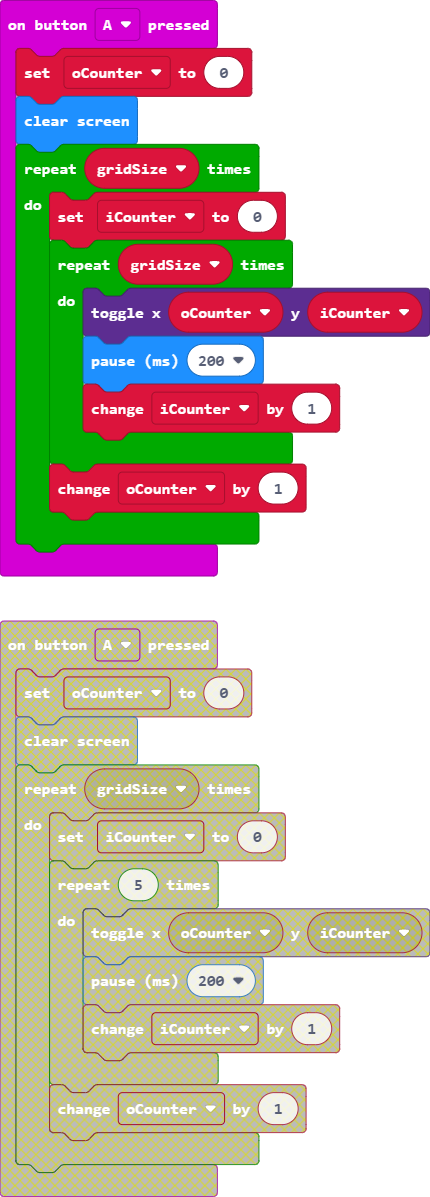 on button A pressed
set oCounter to 0
clear screen
repeat gridSize times
do
set iCounter to 0
repeat gridSize times
do
toggle x oCounter y iCounter
pause (ms) 200
change iCounter by 1
change oCounter by 1
on button A pressed
set oCounter to 0
clear screen
repeat gridSize times
do
set iCounter to 0
repeat 5 times
do
toggle x oCounter y iCounter
pause (ms) 200
change iCounter by 1
change oCounter by 1